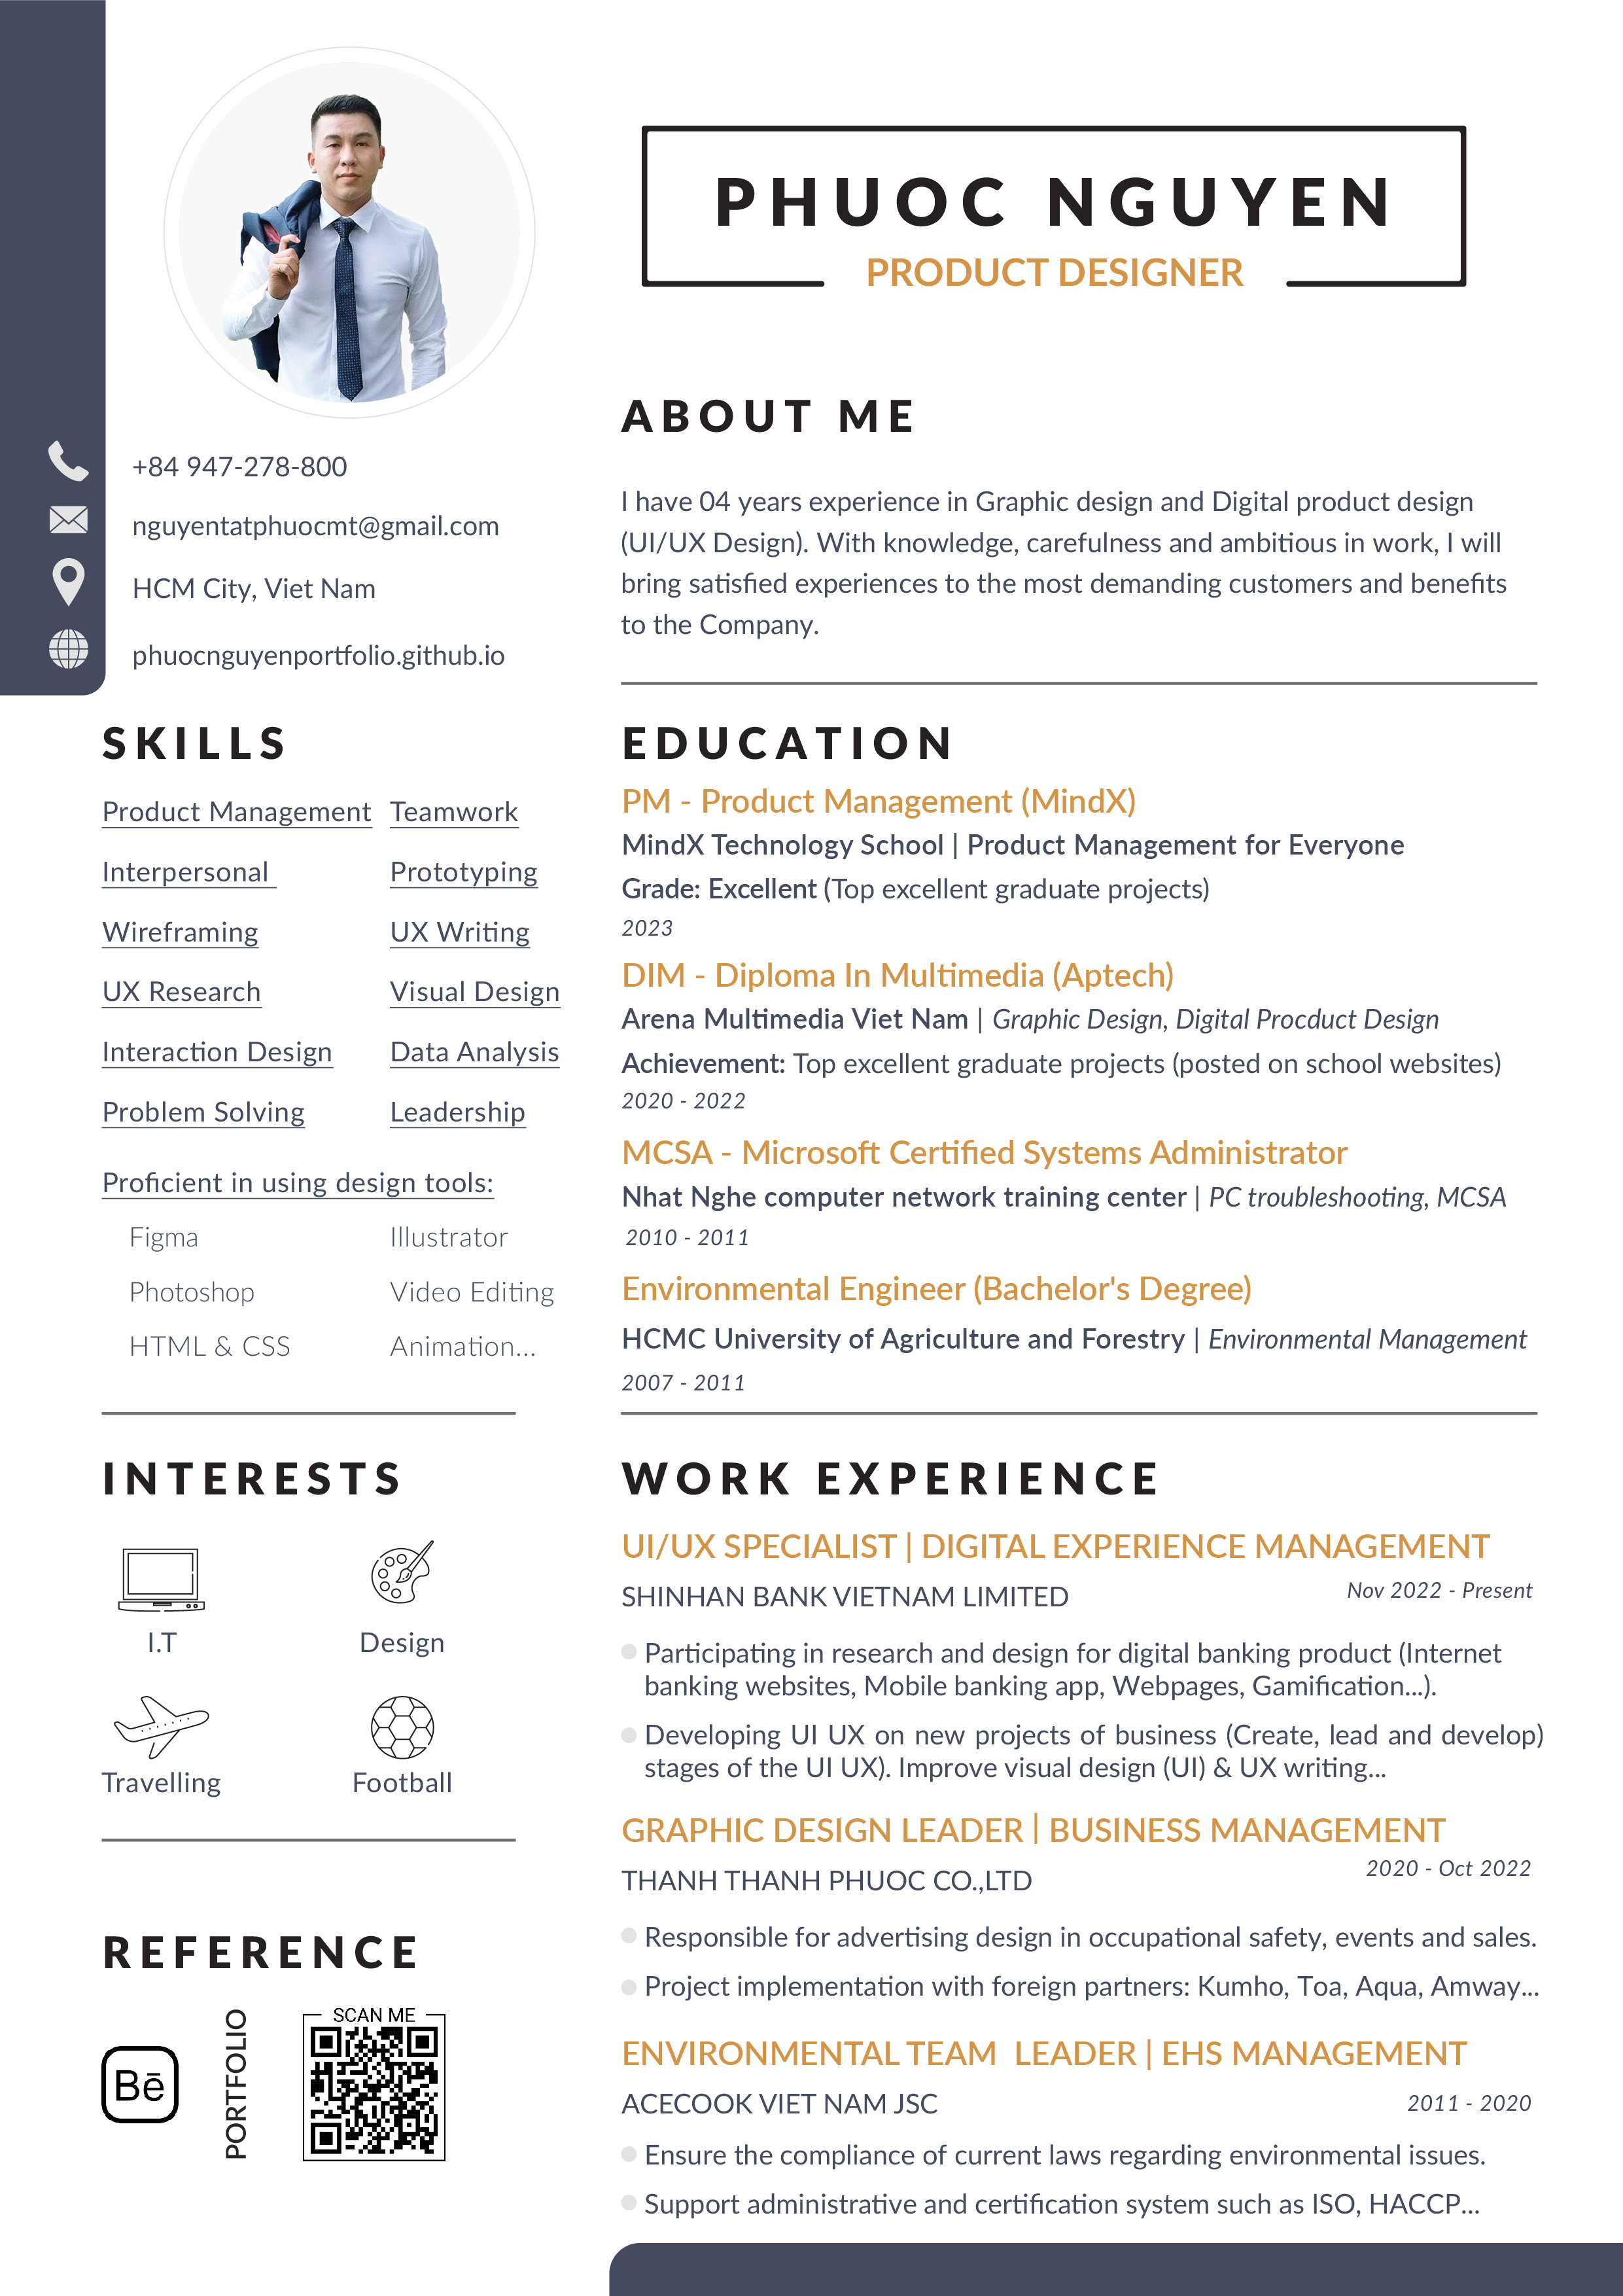 PHUOC NGUYEN
PRODUCT DESIGNER
+84 947-278-800
nguyentatphuocmt@gmail.com
HCM City, Viet Nam
phuocnguyenportfolio.github.io
SKILLS
Product Management Teamwork
Interpersonal Prototyping
Wireframing UX Writing
UX Research Visual Design
Interaction Design Data Analysis
Problem Solving Leadership
Proficient in using design tools:
Figma Illustrator
Photoshop Video Editing
HTML & CSS Animation...
INTERESTS
I.T Design
Travelling Football
REFERENCE
Bē
PORTFOLIO
SCAN ME
ABOUT ME
I have 04 years experience in Graphic design and Digital product design
(UI/UX Design). With knowledge, carefulness and ambitious in work, I will
bring satisfied experiences to the most demanding customers and benefits
to the Company.
EDUCATION
PM - Product Management (MindX)
MindX Technology School | Product Management for Everyone
Grade: Excellent (Top excellent graduate projects)
2023
DIM - Diploma In Multimedia (Aptech)
Arena Multimedia Viet Nam | Graphic Design, Digital Procduct Design
Achievement: Top excellent graduate projects (posted on school websites)
2020 - 2022
MCSA - Microsoft Certified Systems Administrator
Nhat Nghe computer network training center | PC troubleshooting, MCSA
2010 - 2011
Environmental Engineer (Bachelor's Degree)
HCMC University of Agriculture and Forestry | Environmental Management
2007 - 2011
WORK EXPERIENCE
UI/UX SPECIALIST | DIGITAL EXPERIENCE MANAGEMENT
SHINHAN BANK VIETNAM LIMITED Nov 2022 - Present
Participating in research and design for digital banking product (Internet
banking websites, Mobile banking app, Webpages, Gamification...).
Developing UI UX on new projects of business (Create, lead and develop)
stages of the UI UX). Improve visual design (UI) & UX writing...
GRAPHIC DESIGN LEADER | BUSINESS MANAGEMENT
THANH THANH PHUOC CO.,LTD 2020 - Oct 2022
Responsible for advertising design in occupational safety, events and sales.
Project implementation with foreign partners: Kumho, Toa, Aqua, Amway...
ENVIRONMENTAL TEAM LEADER | EHS MANAGEMENT
ACECOOK VIET NAM JSC 2011 - 2020
Ensure the compliance of current laws regarding environmental issues.
Support administrative and certification system such as ISO, HACCP...